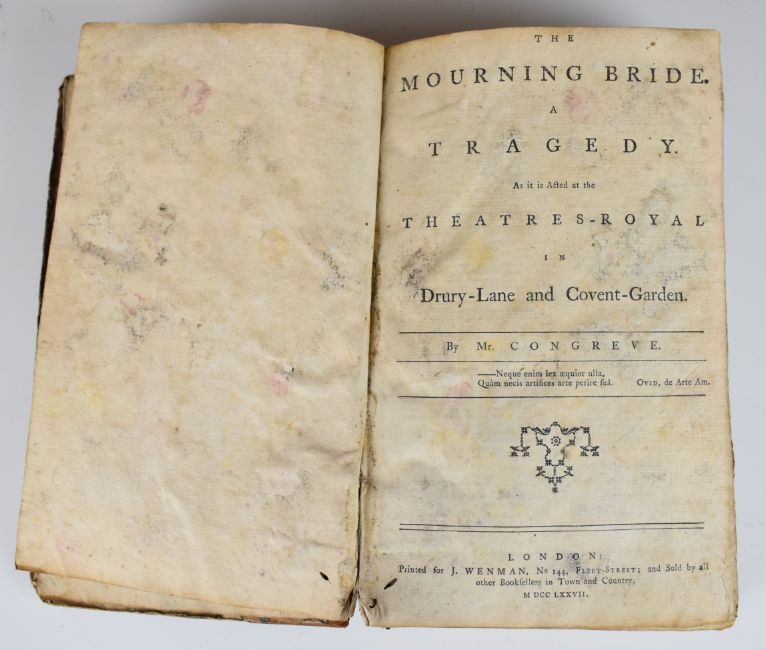 THE
MOURNING BRIDE.
A
TRAGEDY.
As it is Acted at the
THEATRES-ROYAL
IN
Drury-Lane and Covent-Garden.
By Mr. CONGREVE.
——Neque enim lex æquior ulla,
Quàm necis artifices arte perire ſuâ. OVID, de Arte Am.
LONDON:
Printed for J. WENMAN, No 144, FLEET-STREET; and Sold by all
other Bookſellers in Town and Country,
M DCC LXXVII.